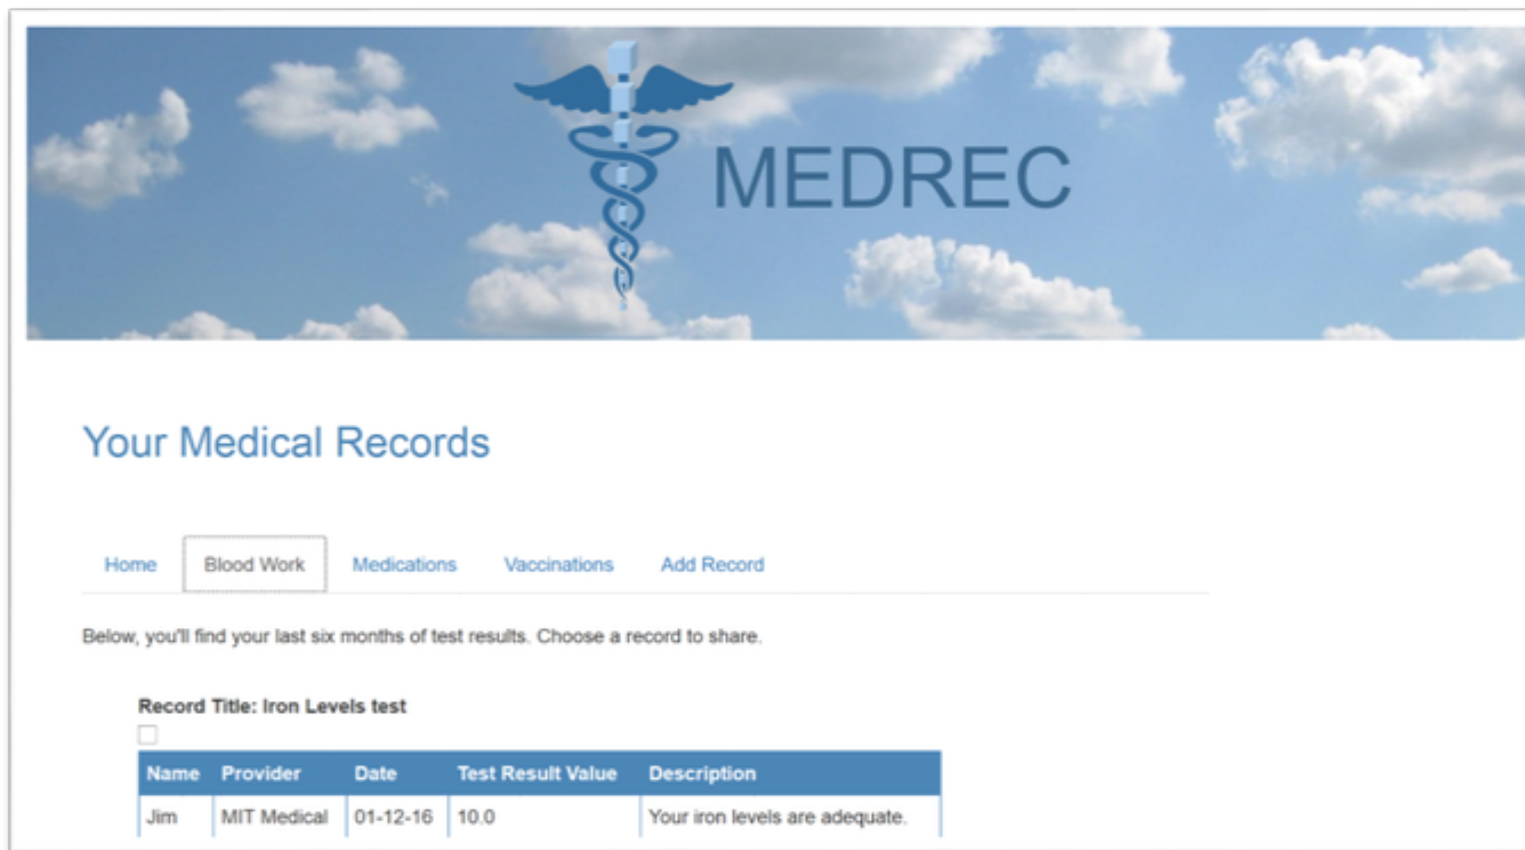 MEDREC
Your Medical Records
Home Blood Work Medications Vaccinations Add Record
Below, you'll find your last six months of test results. Choose a record to share.
Record Title: Iron Levels test
Name Provider Date Test Result Value Description
Jim MIT Medical 01-12-16 10.0 Your iron levels are adequate.